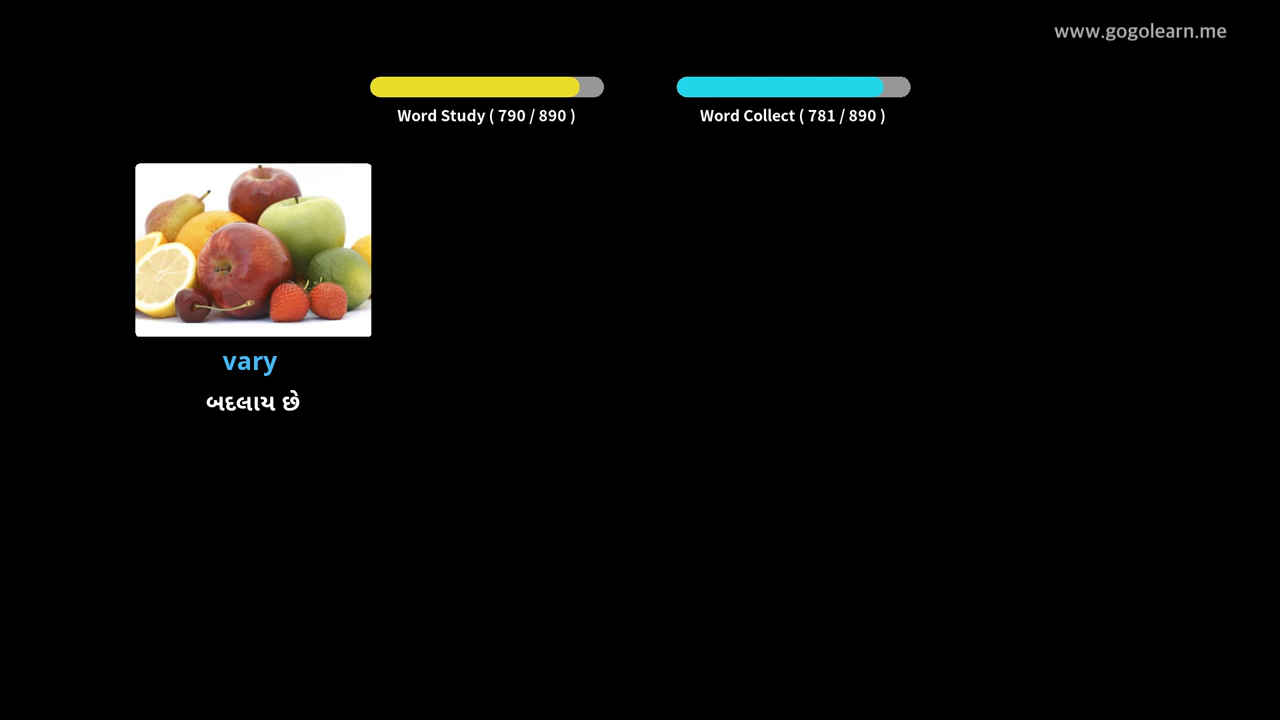 www.gogolearn.me
Word Study ( 790 / 890 )
Word Collect ( 781 / 890 )
vary
બદલાય છે